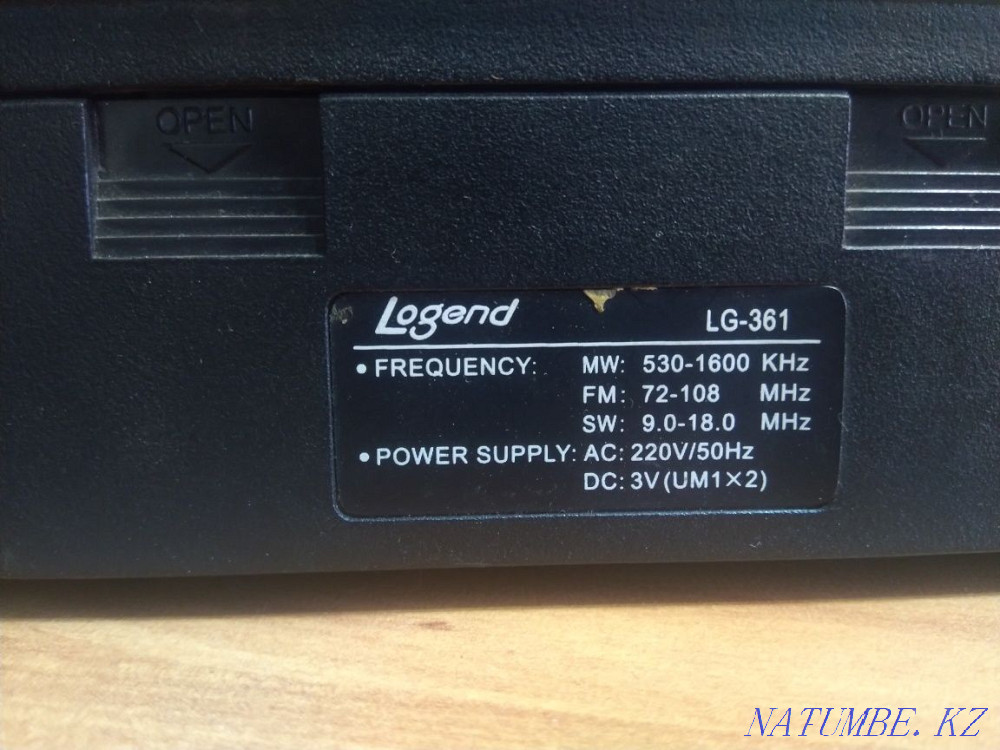 OPEN OPEN
Logend LG-361
• FREQUENCY: MW: 530-1600 KHz
FM: 72-108 MHz
SW: 9.0-18.0 MHz
• POWER SUPPLY: AC: 220V/50Hz
DC: 3V(UM1×2)
NATUMBE.KZ